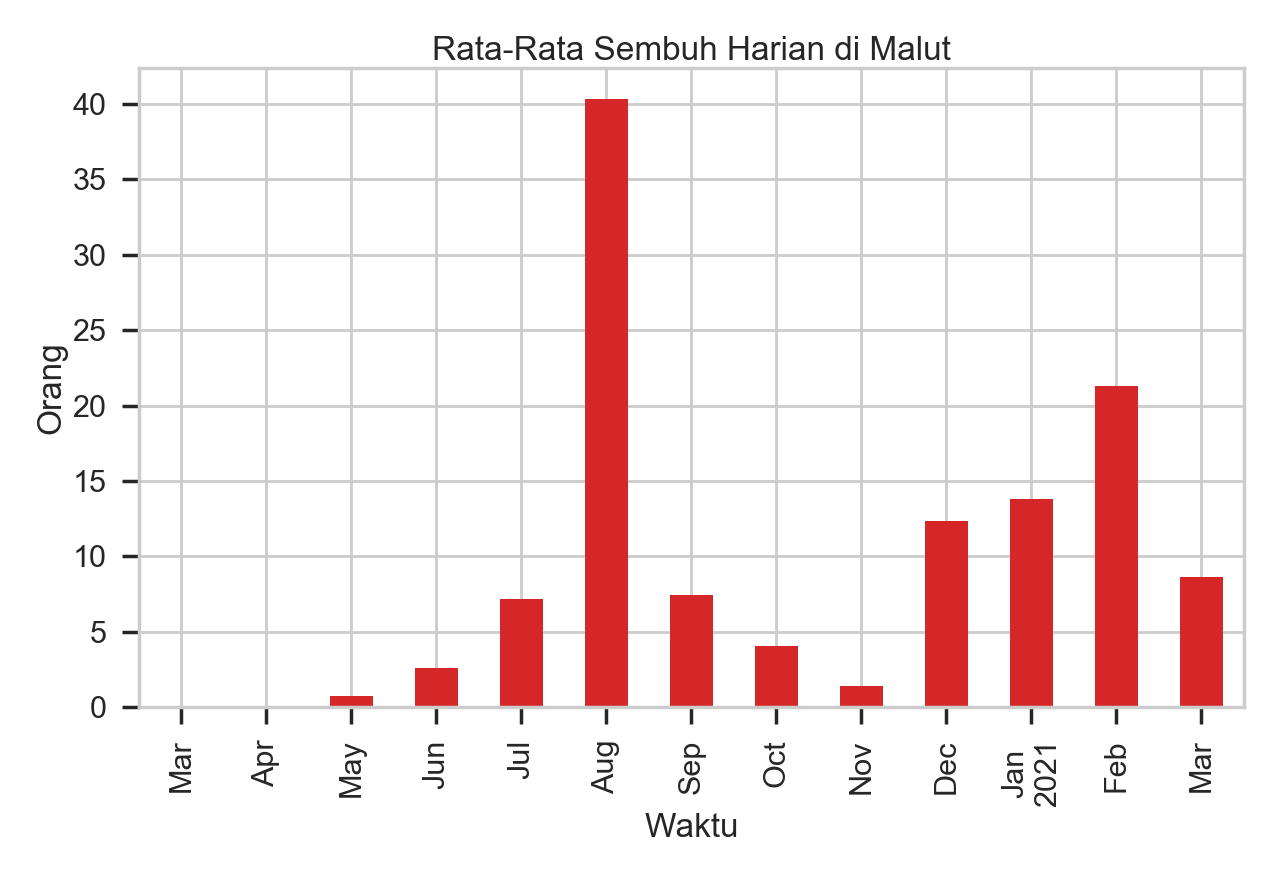 Rata-Rata Sembuh Harian di Malut
40
35
30
25
20
15
10
5
0
Orang
Mar
Apr
May
Jun
Jul
Aug
Sep
Oct
Nov
Dec
Jan
2021
Feb
Mar
Waktu